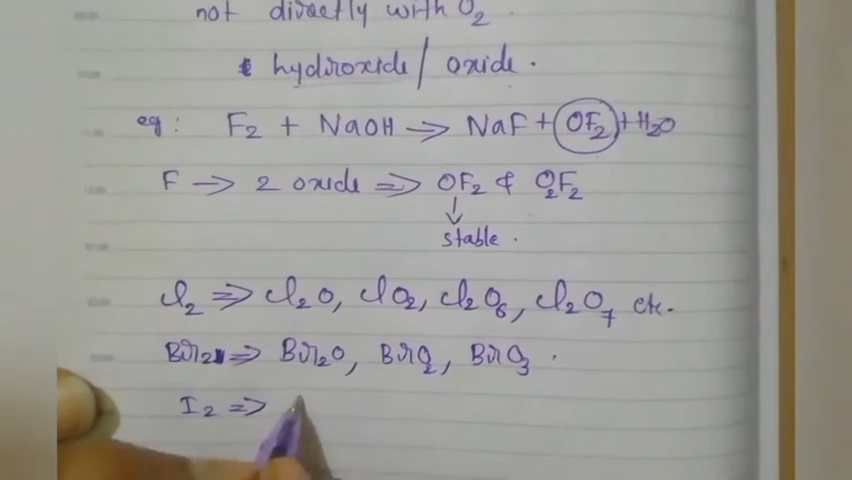 not directly with O₂.
hydroxide / oxide.
eg: F₂ + NaOH ⇒ NaF + OF₂ + H₂O
F → 2 oxide ⇒ OF₂ & O₂F₂
↓
stable.
Cl₂ ⇒ Cl₂O, ClO₂, Cl₂O₆, Cl₂O₇ etc.
Br₂ ⇒ Br₂O, BrO₂, BrO₃.
I₂ ⇒